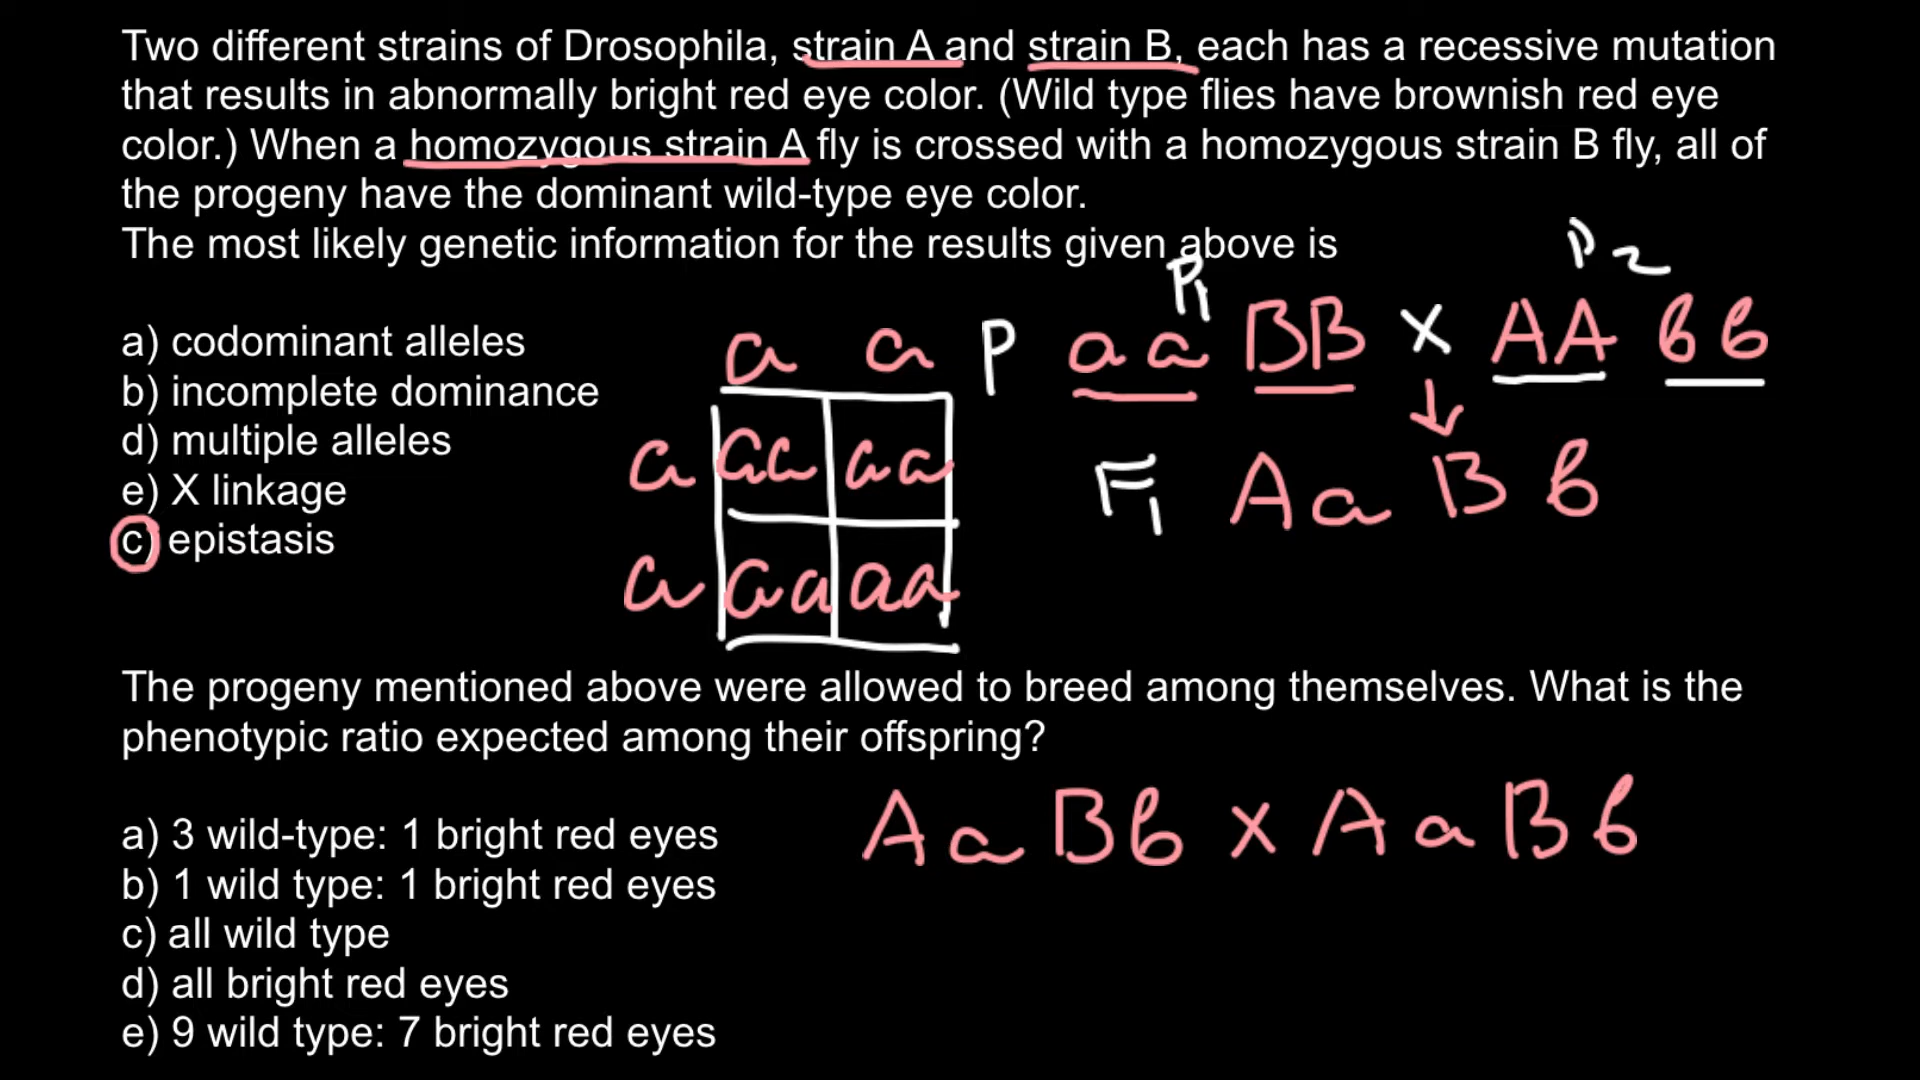 Two different strains of Drosophila, strain A and strain B, each has a recessive mutation
that results in abnormally bright red eye color. (Wild type flies have brownish red eye
color.) When a homozygous strain A fly is crossed with a homozygous strain B fly, all of
the progeny have the dominant wild-type eye color.
The most likely genetic information for the results given above is
P1 P2
a) codominant alleles
b) incomplete dominance
d) multiple alleles
e) X linkage
c) epistasis
a a
a aa aa
a aa aa
P aa BB x AA bb
F1 Aa Bb
The progeny mentioned above were allowed to breed among themselves. What is the
phenotypic ratio expected among their offspring?
AaBb x AaBb
a) 3 wild-type: 1 bright red eyes
b) 1 wild type: 1 bright red eyes
c) all wild type
d) all bright red eyes
e) 9 wild type: 7 bright red eyes